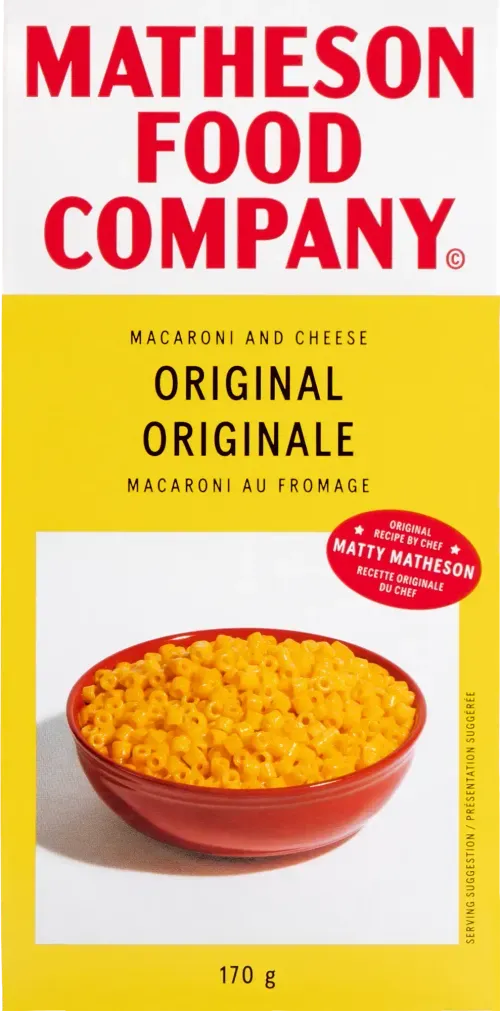 MATHESON
FOOD
COMPANY©
MACARONI AND CHEESE
ORIGINAL
ORIGINALE
MACARONI AU FROMAGE
ORIGINAL
RECIPE BY CHEF
MATTY MATHESON
RECETTE ORIGINALE
DU CHEF
SERVING SUGGESTION / PRÉSENTATION SUGGÉRÉE
170 g